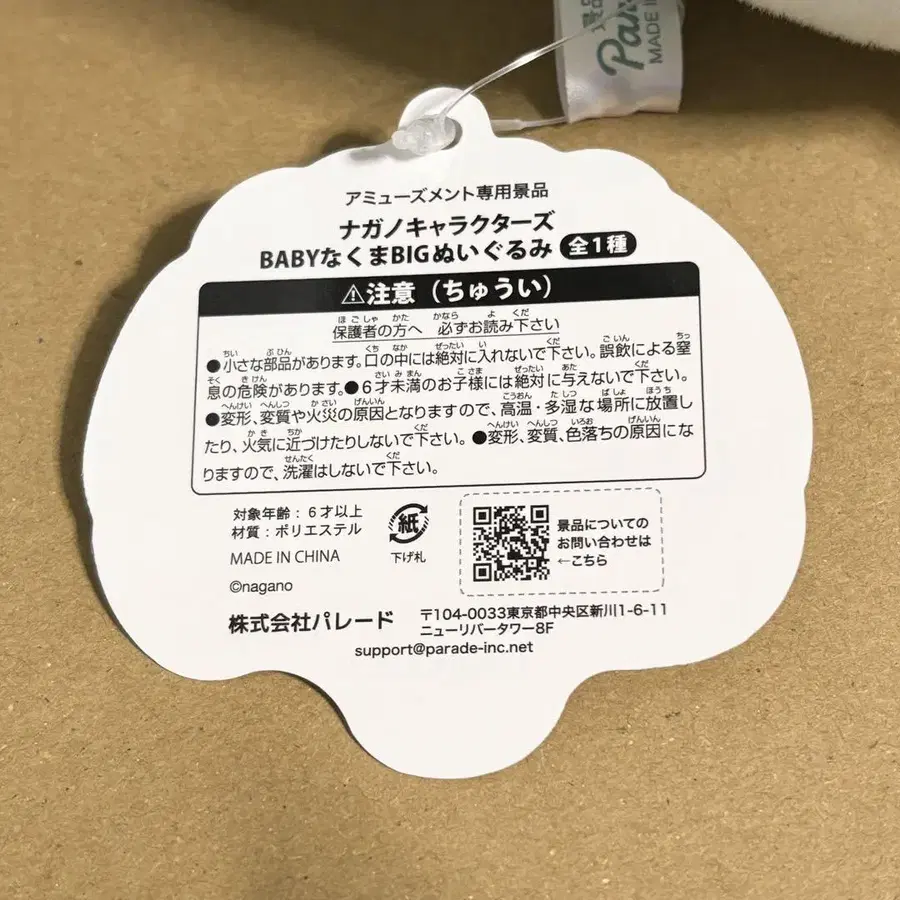 MADE IN
アミューズメント専用景品
ナガノキャラクターズ
BABYなくまBIGぬいぐるみ 全1種
⚠注意（ちゅうい）
保護者の方へ 必ずお読み下さい
●小さな部品があります。口の中には絶対に入れないで下さい。誤飲による窒
息の危険があります。●6才未満のお子様には絶対に与えないで下さい。
●変形、変質や火災の原因となりますので、高温・多湿な場所に放置し
たり、火気に近づけたりしないで下さい。●変形、変質、色落ちの原因にな
りますので、洗濯はしないで下さい。
対象年齢：6才以上
材質：ポリエステル
MADE IN CHINA
©nagano
紙
下げ札
景品についての
お問い合わせは
←こちら
株式会社パレード
〒104-0033東京都中央区新川1-6-11
ニューリバータワー8F
support@parade-inc.net